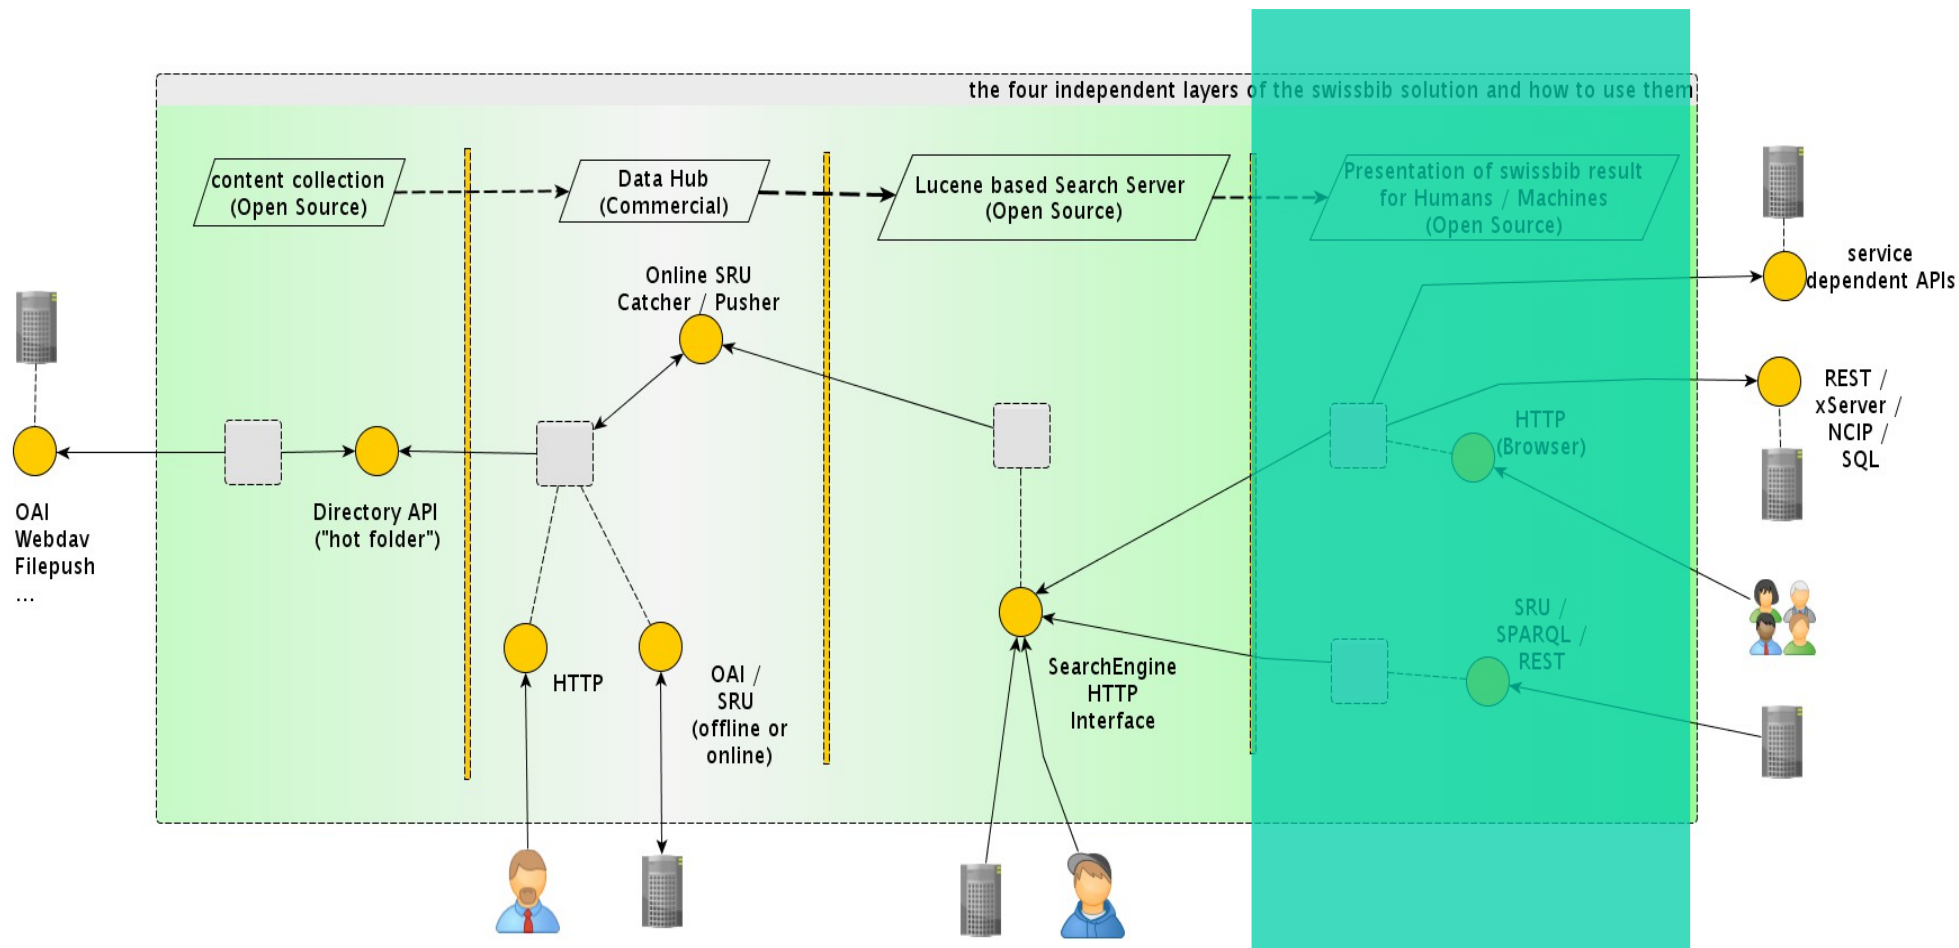 the four independent layers of the swissbib solution and how to use them
content collection
(Open Source)
Data Hub
(Commercial)
Lucene based Search Server
(Open Source)
Presentation of swissbib result
for Humans / Machines
(Open Source)
Online SRU
Catcher / Pusher
service
dependent APIs
REST /
xServer /
NCIP /
SQL
HTTP
(Browser)
OAI
Webdav
Filepush
...
Directory API
("hot folder")
HTTP
OAI /
SRU
(offline or
online)
SearchEngine
HTTP
Interface
SRU /
SPARQL /
REST